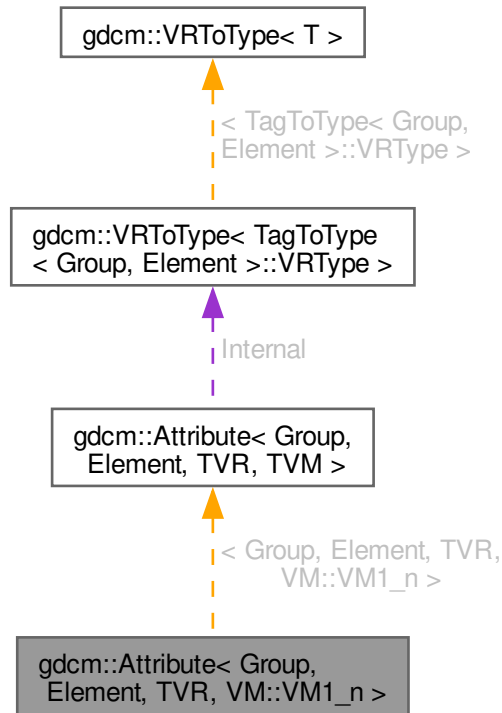 gdcm::VRToType< T >
< TagToType< Group,
Element >::VRType >
gdcm::VRToType< TagToType
< Group, Element >::VRType >
Internal
gdcm::Attribute< Group,
Element, TVR, TVM >
< Group, Element, TVR,
VM::VM1_n >
gdcm::Attribute< Group,
Element, TVR, VM::VM1_n >